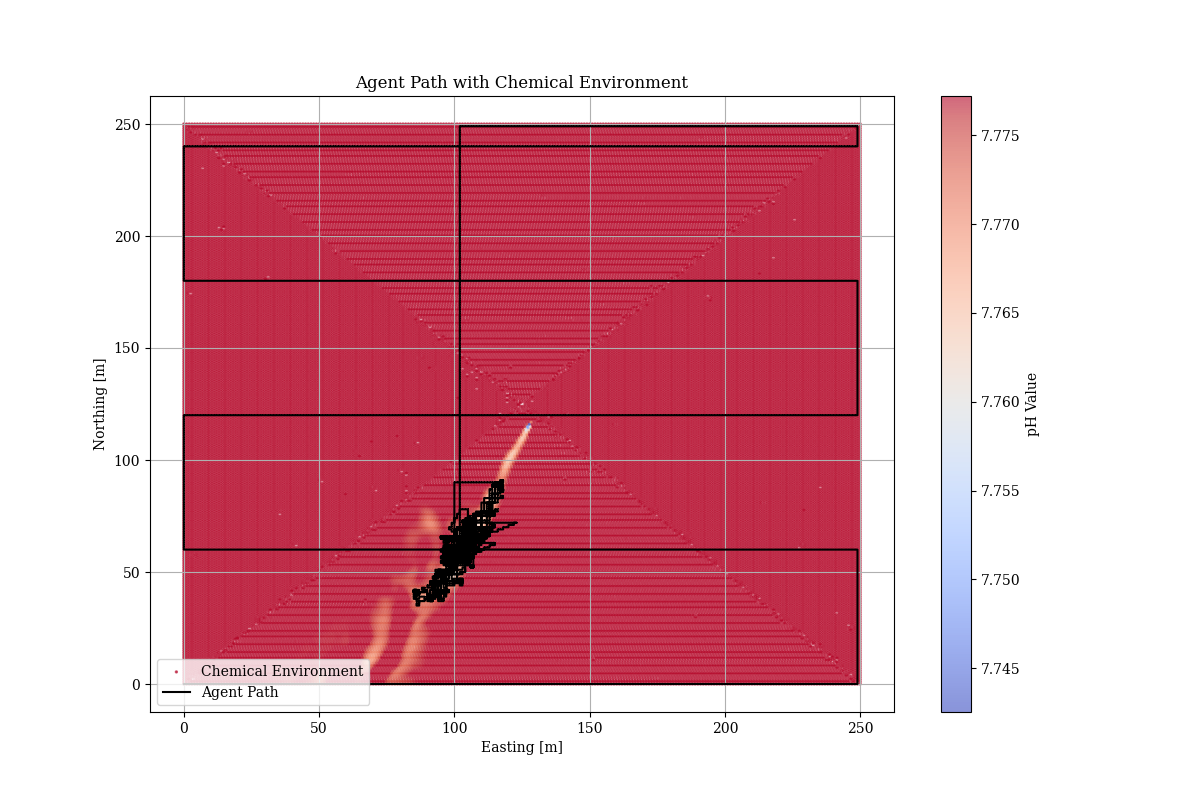 Agent Path with Chemical Environment
250
200
150
100
50
0
Northing [m]
0 50 100 150 200 250
Easting [m]
Chemical Environment
Agent Path
7.775
7.770
7.765
7.760
7.755
7.750
7.745
pH Value